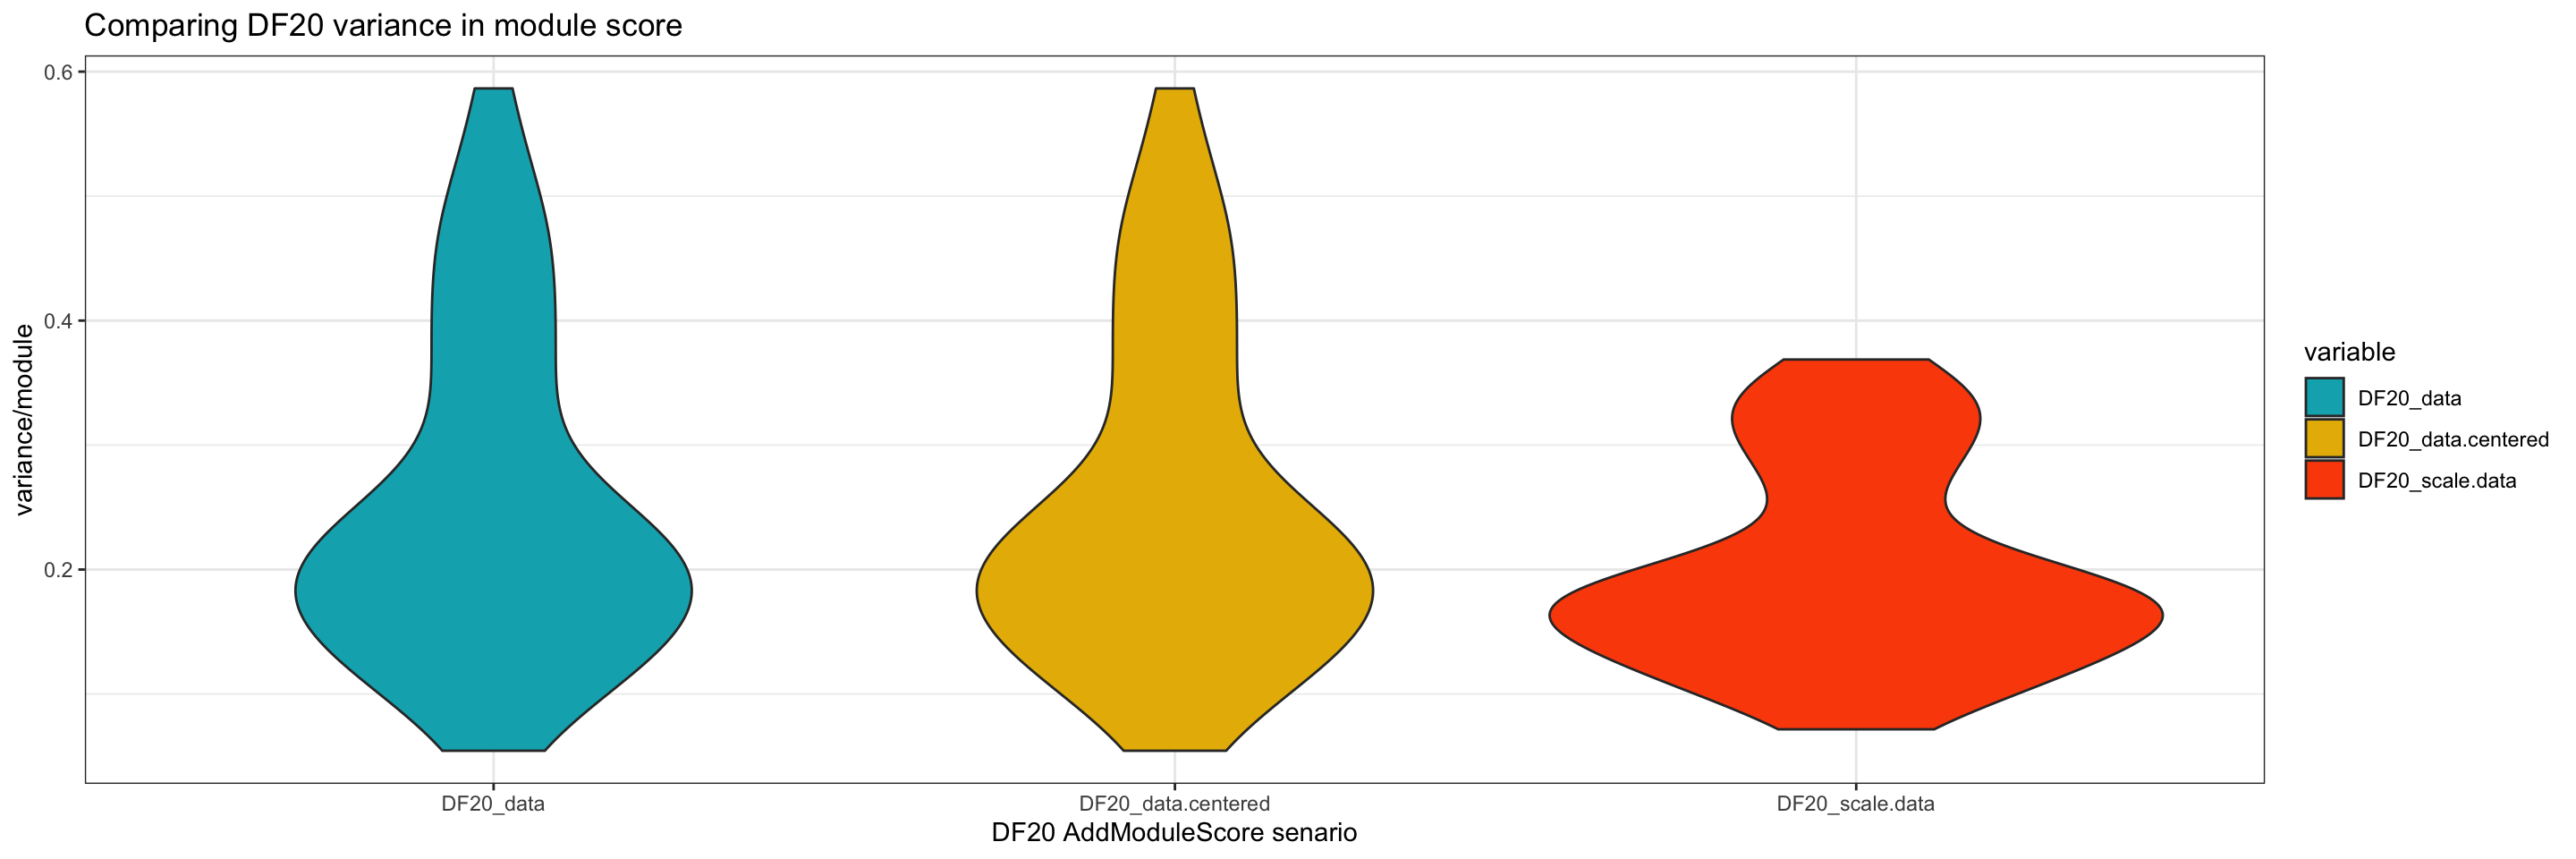 Comparing DF20 variance in module score
variance/module
0.6
0.4
0.2
DF20_data
DF20_data.centered
DF20_scale.data
DF20 AddModuleScore senario
variable
DF20_data
DF20_data.centered
DF20_scale.data